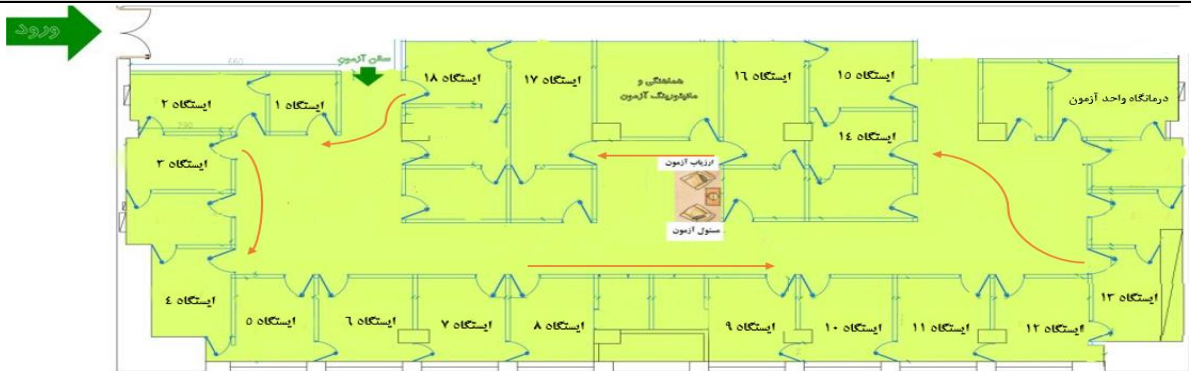 ورود
660
سالن آزمون
ایستگاه ۱۸
ایستگاه ۱۷
هماهنگی و
مانیتورینگ آزمون
ایستگاه ۱۶
ایستگاه ۱۵
درمانگاه واحد آزمون
ایستگاه ۲
ایستگاه ۱
290
ایستگاه ۱۴
ایستگاه ۳
ارزیاب آزمون
مسئول آزمون
ایستگاه ۴
ایستگاه ۵
ایستگاه ۶
ایستگاه ۷
ایستگاه ۸
ایستگاه ۹
ایستگاه ۱۰
ایستگاه ۱۱
ایستگاه ۱۲
ایستگاه ۱۳